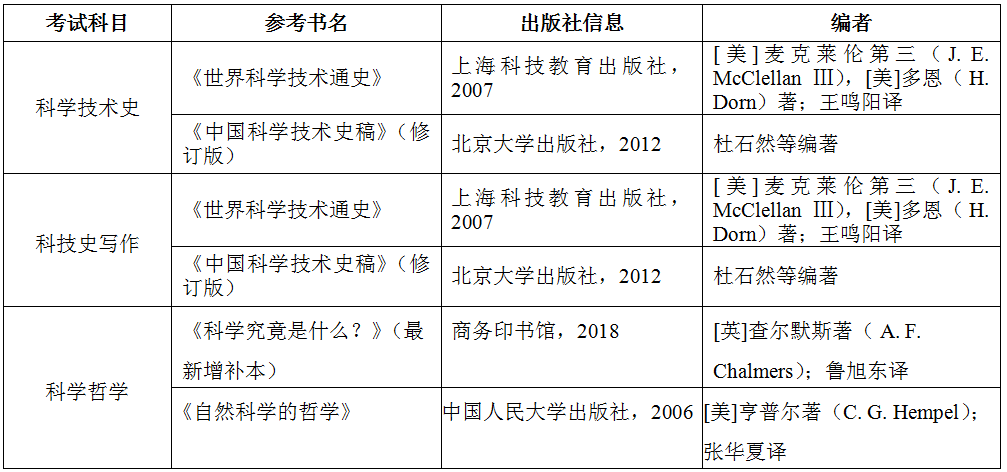 考试科目 参考书名 出版社信息 编者
科学技术史
《世界科学技术通史》
上海科技教育出版社，
2007
[美]麦克莱伦第三（J. E.
McClellan Ⅲ），[美]多恩（H.
Dorn）著；王鸣阳译
《中国科学技术史稿》（修
订版）
北京大学出版社，2012
杜石然等编著
科技史写作
《世界科学技术通史》
上海科技教育出版社，
2007
[美]麦克莱伦第三（J. E.
McClellan Ⅲ），[美]多恩（H.
Dorn）著；王鸣阳译
《中国科学技术史稿》（修
订版）
北京大学出版社，2012
杜石然等编著
科学哲学
《科学究竟是什么？》（最
新增补本）
商务印书馆，2018
[英]查尔默斯著（ A. F.
Chalmers）；鲁旭东译
《自然科学的哲学》
中国人民大学出版社，2006
[美]亨普尔著（C. G. Hempel）；
张华夏译